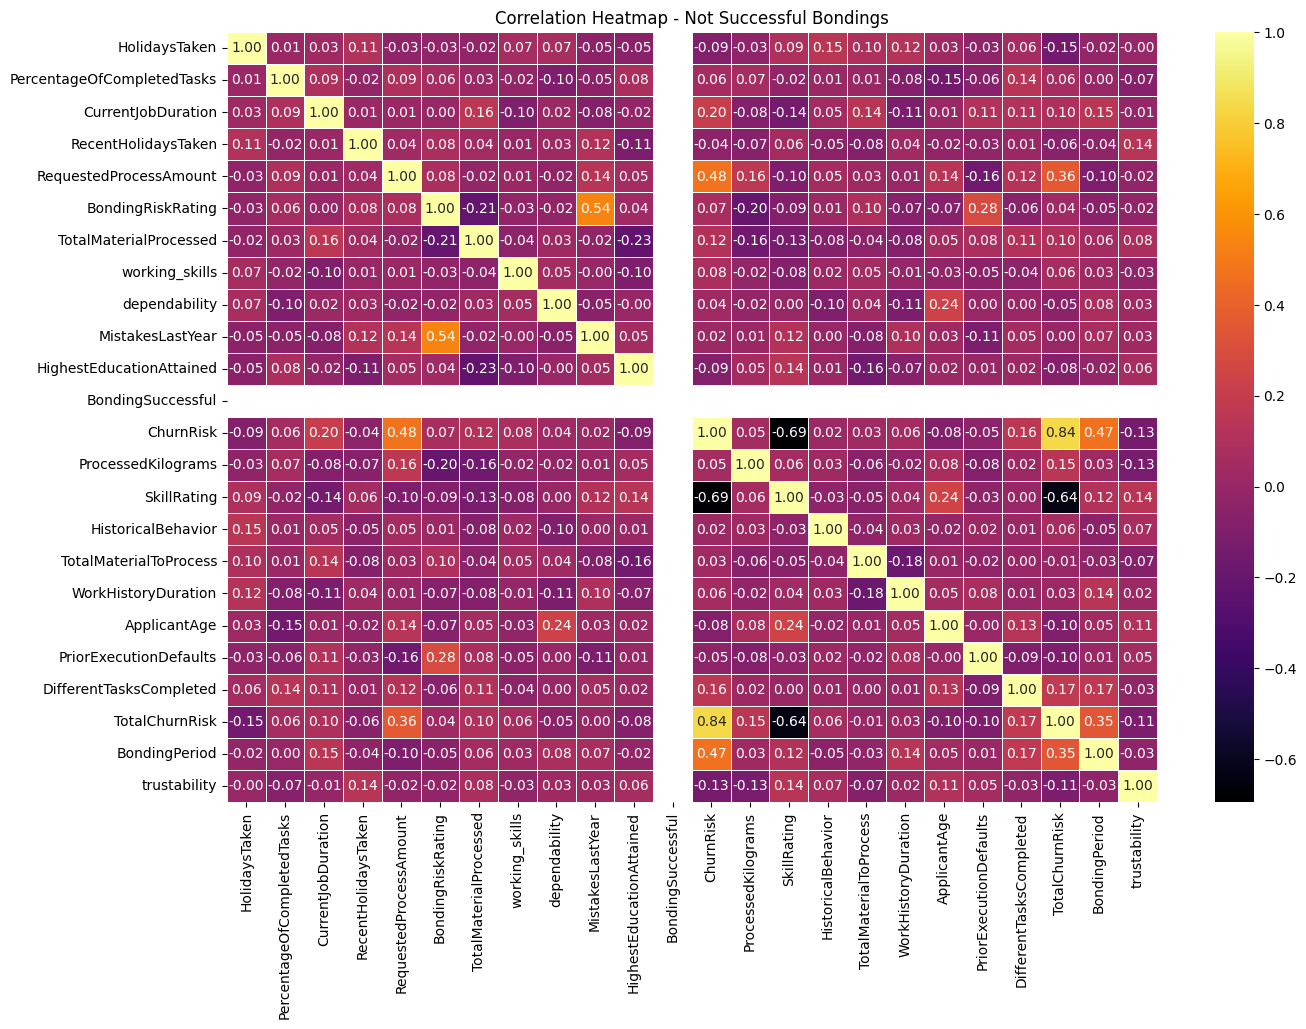 Correlation Heatmap - Not Successful Bondings
HolidaysTaken 1.00 0.01 0.03 0.11 -0.03 -0.03 -0.02 0.07 0.07 -0.05 -0.05 -0.09 -0.03 0.09 0.15 0.10 0.12 0.03 -0.03 0.06 -0.15 -0.02 -0.00
PercentageOfCompletedTasks 0.01 1.00 0.09 -0.02 0.09 0.06 0.03 -0.02 -0.10 -0.05 0.08 0.06 0.07 -0.02 0.01 0.01 -0.08 -0.15 -0.06 0.14 0.06 0.00 -0.07
CurrentJobDuration 0.03 0.09 1.00 0.01 0.01 0.00 0.16 -0.10 0.02 -0.08 -0.02 0.20 -0.08 -0.14 0.05 0.14 -0.11 0.01 0.11 0.11 0.10 0.15 -0.01
RecentHolidaysTaken 0.11 -0.02 0.01 1.00 0.04 0.08 0.04 0.01 0.03 0.12 -0.11 -0.04 -0.07 0.06 -0.05 -0.08 0.04 -0.02 -0.03 0.01 -0.06 -0.04 0.14
RequestedProcessAmount -0.03 0.09 0.01 0.04 1.00 0.08 -0.02 0.01 -0.02 0.14 0.05 0.48 0.16 -0.10 0.05 0.03 0.01 0.14 -0.16 0.12 0.36 -0.10 -0.02
BondingRiskRating -0.03 0.06 0.00 0.08 0.08 1.00 -0.21 -0.03 -0.02 0.54 0.04 0.07 -0.20 -0.09 0.01 0.10 -0.07 -0.07 0.28 -0.06 0.04 -0.05 -0.02
TotalMaterialProcessed -0.02 0.03 0.16 0.04 -0.02 -0.21 1.00 -0.04 0.03 -0.02 -0.23 0.12 -0.16 -0.13 -0.08 -0.04 -0.08 0.05 0.08 0.11 0.10 0.06 0.08
working_skills 0.07 -0.02 -0.10 0.01 0.01 -0.03 -0.04 1.00 0.05 -0.00 -0.10 0.08 -0.02 -0.08 0.02 0.05 -0.01 -0.03 -0.05 -0.04 0.06 0.03 -0.03
dependability 0.07 -0.10 0.02 0.03 -0.02 -0.02 0.03 0.05 1.00 -0.05 -0.00 0.04 -0.02 0.00 -0.10 0.04 -0.11 0.24 0.00 0.00 -0.05 0.08 0.03
MistakesLastYear -0.05 -0.05 -0.08 0.12 0.14 0.54 -0.02 -0.00 -0.05 1.00 0.05 0.02 0.01 0.12 0.00 -0.08 0.10 0.03 -0.11 0.05 0.00 0.07 0.03
HighestEducationAttained -0.05 0.08 -0.02 -0.11 0.05 0.04 -0.23 -0.10 -0.00 0.05 1.00 -0.09 0.05 0.14 0.01 -0.16 -0.07 0.02 0.01 0.02 -0.08 -0.02 0.06
BondingSuccessful
ChurnRisk -0.09 0.06 0.20 -0.04 0.48 0.07 0.12 0.08 0.04 0.02 -0.09 1.00 0.05 -0.69 0.02 0.03 0.06 -0.08 -0.05 0.16 0.84 0.47 -0.13
ProcessedKilograms -0.03 0.07 -0.08 -0.07 0.16 -0.20 -0.16 -0.02 -0.02 0.01 0.05 0.05 1.00 0.06 0.03 -0.06 -0.02 0.08 -0.08 0.02 0.15 0.03 -0.13
SkillRating 0.09 -0.02 -0.14 0.06 -0.10 -0.09 -0.13 -0.08 0.00 0.12 0.14 -0.69 0.06 1.00 -0.03 -0.05 0.04 0.24 -0.03 0.00 -0.64 0.12 0.14
HistoricalBehavior 0.15 0.01 0.05 -0.05 0.05 0.01 -0.08 0.02 -0.10 0.00 0.01 0.02 0.03 -0.03 1.00 -0.04 0.03 -0.02 0.02 0.01 0.06 -0.05 0.07
TotalMaterialToProcess 0.10 0.01 0.14 -0.08 0.03 0.10 -0.04 0.05 0.04 -0.08 -0.16 0.03 -0.06 -0.05 -0.04 1.00 -0.18 0.01 -0.02 0.00 -0.01 -0.03 -0.07
WorkHistoryDuration 0.12 -0.08 -0.11 0.04 0.01 -0.07 -0.08 -0.01 -0.11 0.10 -0.07 0.06 -0.02 0.04 0.03 -0.18 1.00 0.05 0.08 0.01 0.03 0.14 0.02
ApplicantAge 0.03 -0.15 0.01 -0.02 0.14 -0.07 0.05 -0.03 0.24 0.03 0.02 -0.08 0.08 0.24 -0.02 0.01 0.05 1.00 -0.00 0.13 -0.10 0.05 0.11
PriorExecutionDefaults -0.03 -0.06 0.11 -0.03 -0.16 0.28 0.08 -0.05 0.00 -0.11 0.01 -0.05 -0.08 -0.03 0.02 -0.02 0.08 -0.00 1.00 -0.09 -0.10 0.01 0.05
DifferentTasksCompleted 0.06 0.14 0.11 0.01 0.12 -0.06 0.11 -0.04 0.00 0.05 0.02 0.16 0.02 0.00 0.01 0.00 0.01 0.13 -0.09 1.00 0.17 0.17 -0.03
TotalChurnRisk -0.15 0.06 0.10 -0.06 0.36 0.04 0.10 0.06 -0.05 0.00 -0.08 0.84 0.15 -0.64 0.06 -0.01 0.03 -0.10 -0.10 0.17 1.00 0.35 -0.11
BondingPeriod -0.02 0.00 0.15 -0.04 -0.10 -0.05 0.06 0.03 0.08 0.07 -0.02 0.47 0.03 0.12 -0.05 -0.03 0.14 0.05 0.01 0.17 0.35 1.00 -0.03
trustability -0.00 -0.07 -0.01 0.14 -0.02 -0.02 0.08 -0.03 0.03 0.03 0.06 -0.13 -0.13 0.14 0.07 -0.07 0.02 0.11 0.05 -0.03 -0.11 -0.03 1.00
HolidaysTaken
PercentageOfCompletedTasks
CurrentJobDuration
RecentHolidaysTaken
RequestedProcessAmount
BondingRiskRating
TotalMaterialProcessed
working_skills
dependability
MistakesLastYear
HighestEducationAttained
BondingSuccessful
ChurnRisk
ProcessedKilograms
SkillRating
HistoricalBehavior
TotalMaterialToProcess
WorkHistoryDuration
ApplicantAge
PriorExecutionDefaults
DifferentTasksCompleted
TotalChurnRisk
BondingPeriod
trustability
1.0
0.8
0.6
0.4
0.2
0.0
−0.2
−0.4
−0.6